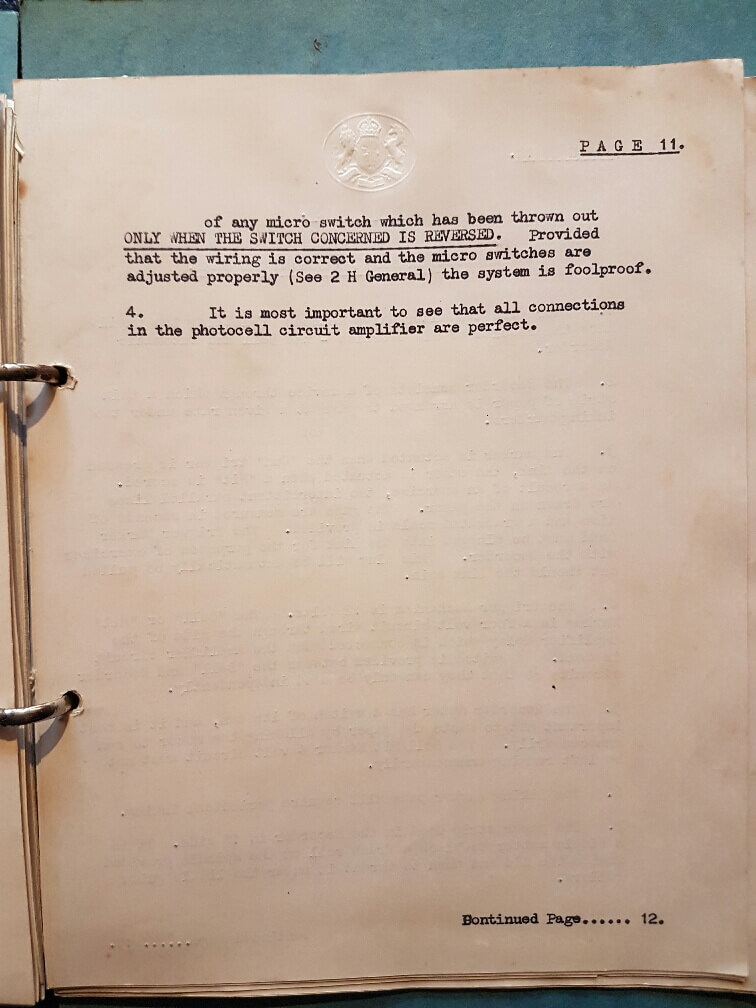 PAGE 11.
of any micro switch which has been thrown out
ONLY WHEN THE SWITCH CONCERNED IS REVERSED. Provided
that the wiring is correct and the micro switches are
adjusted properly (See 2 H General) the system is foolproof.
4. It is most important to see that all connections
in the photocell circuit amplifier are perfect.
Bontinued Page...... 12.